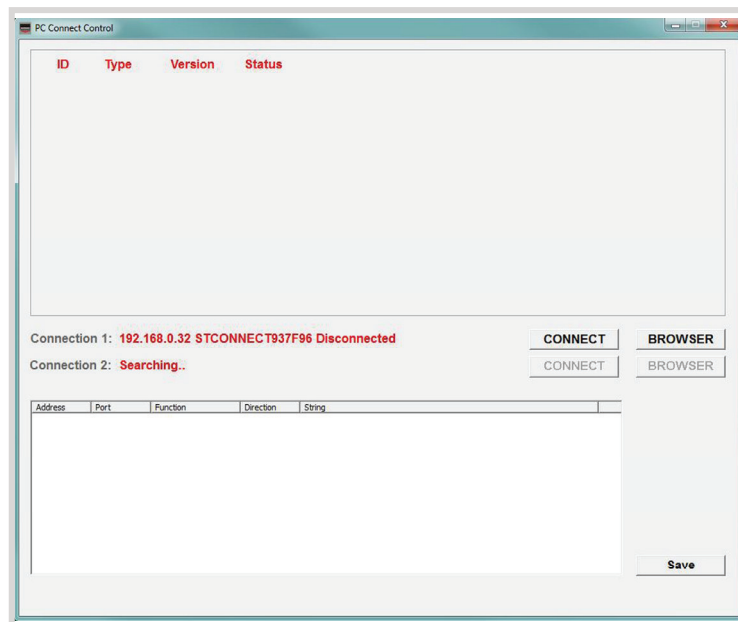 PC Connect Control
ID Type Version Status
Connection 1: 192.168.0.32 STCONNECT937F96 Disconnected CONNECT BROWSER
Connection 2: Searching.. CONNECT BROWSER
Address Port Function Direction String
Save